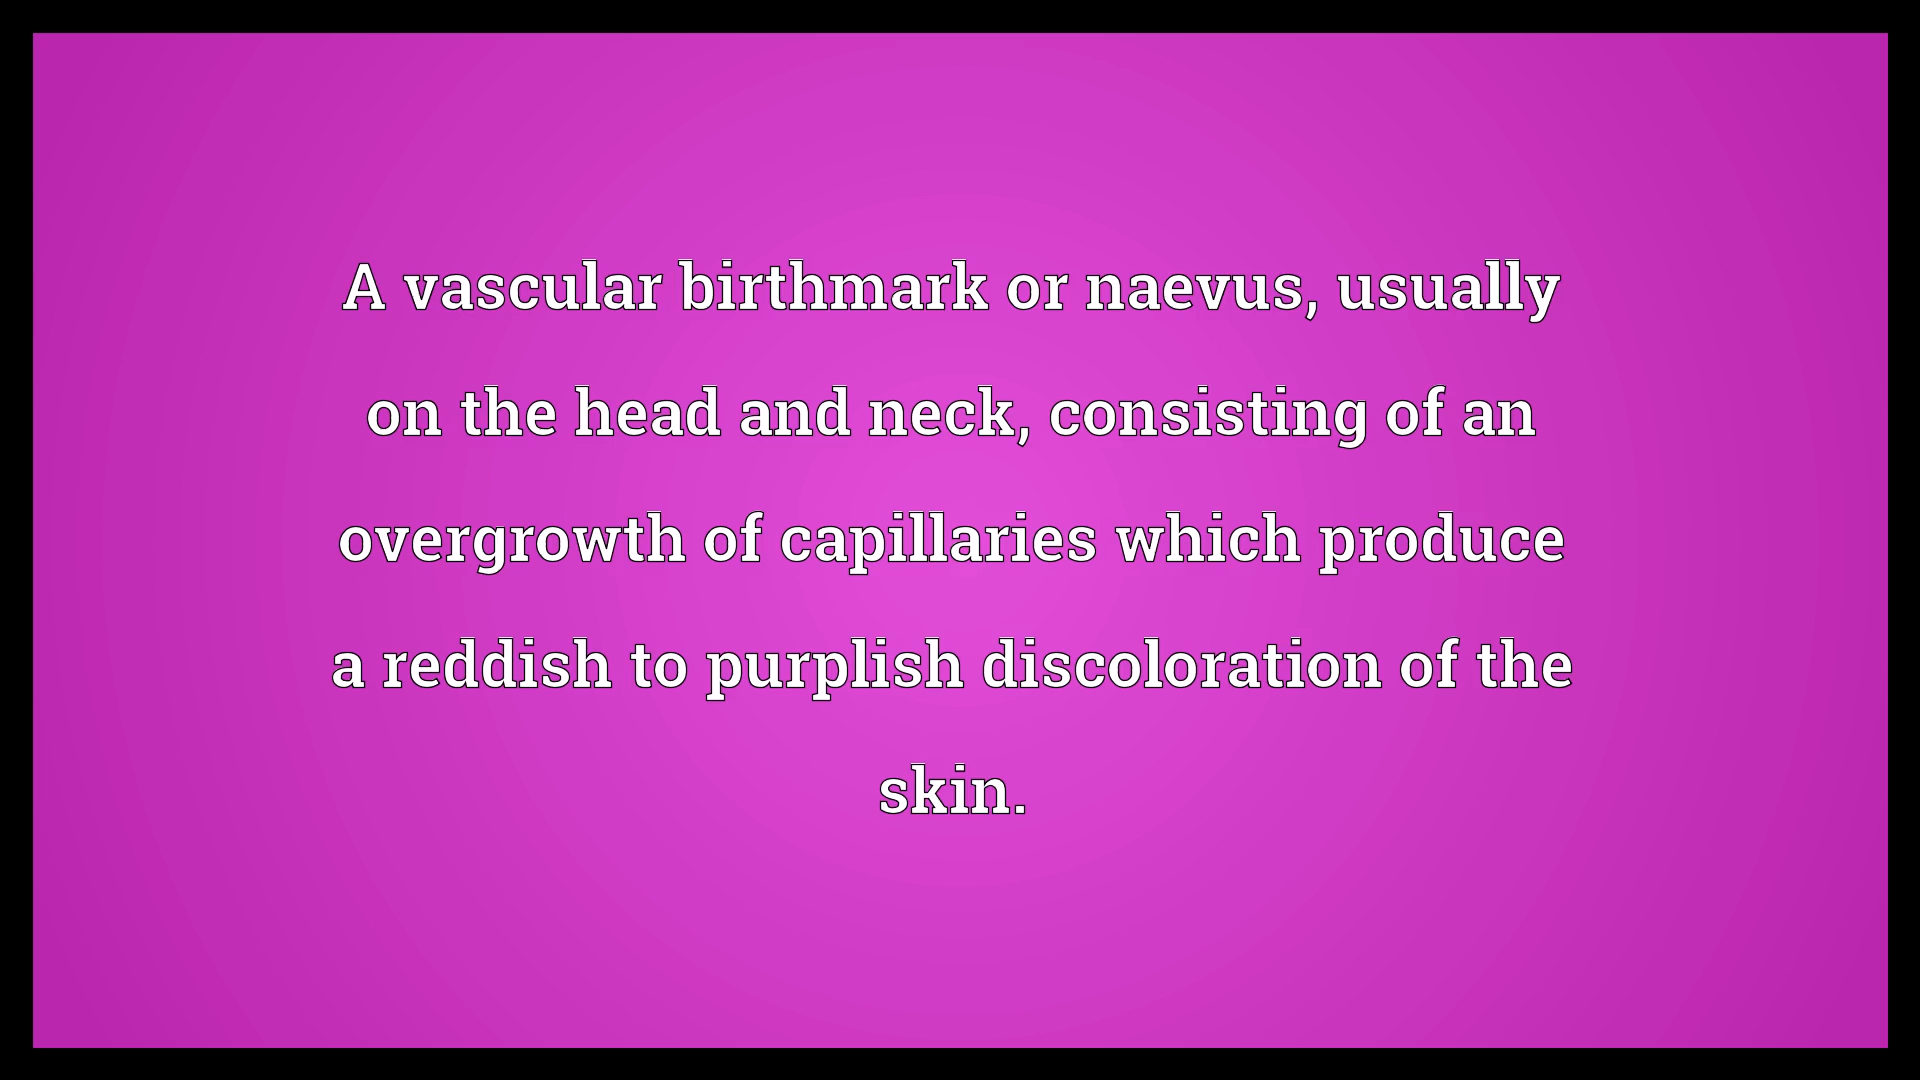 A vascular birthmark or naevus, usually
on the head and neck, consisting of an
overgrowth of capillaries which produce
a reddish to purplish discoloration of the
skin.